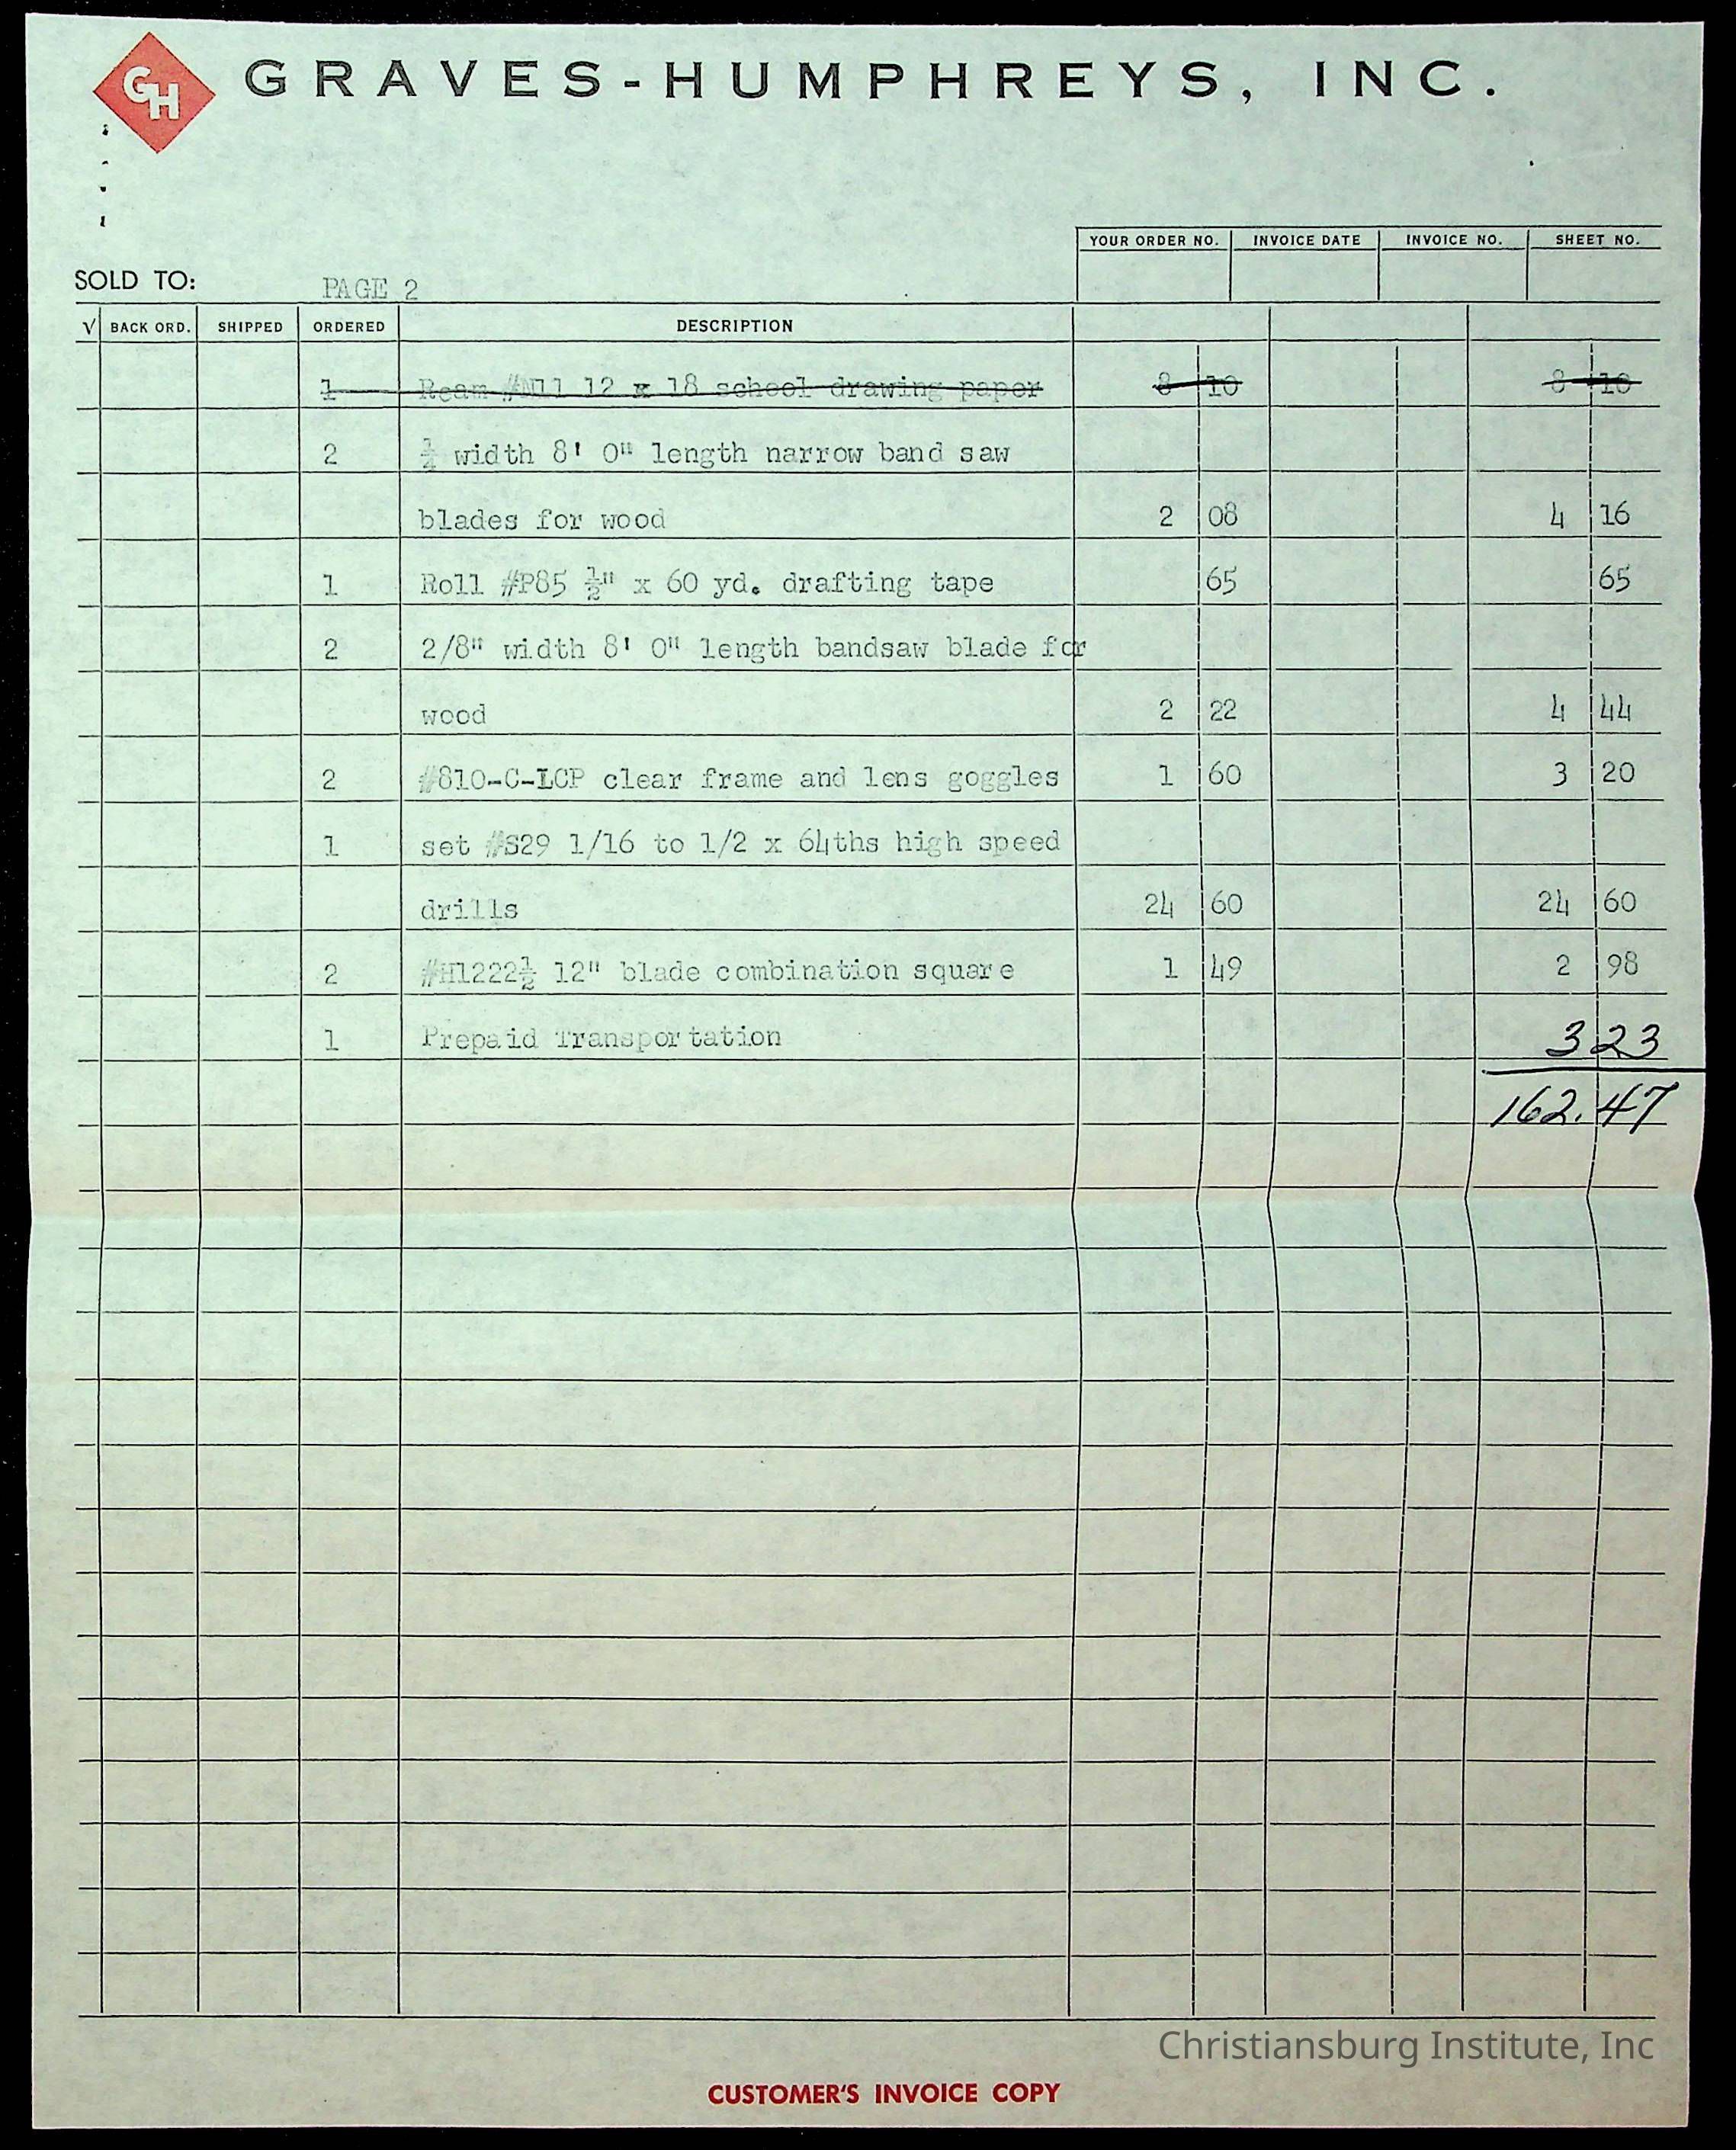 GH GRAVES-HUMPHREYS, INC.
YOUR ORDER NO. INVOICE DATE INVOICE NO. SHEET NO.
SOLD TO: PAGE 2
√ BACK ORD. SHIPPED ORDERED DESCRIPTION
1 Ream #N11 12 x 18 school drawing paper 8 10 8 10
2 width 8' 0" length narrow band saw
blades for wood 2 08 4 16
1 Roll #P85 ½" x 60 yd. drafting tape 65 65
2 2/8" width 8' 0" length bandsaw blade for
wood 2 22 4 44
2 #810-C-LCP clear frame and lens goggles 1 60 3 20
1 set #S29 1/16 to 1/2 x 64ths high speed
drills 24 60 24 60
2 #H1222½ 12" blade combination square 1 49 2 98
1 Prepaid Transportation 3 23
162.47
Christiansburg Institute, Inc
CUSTOMER'S INVOICE COPY